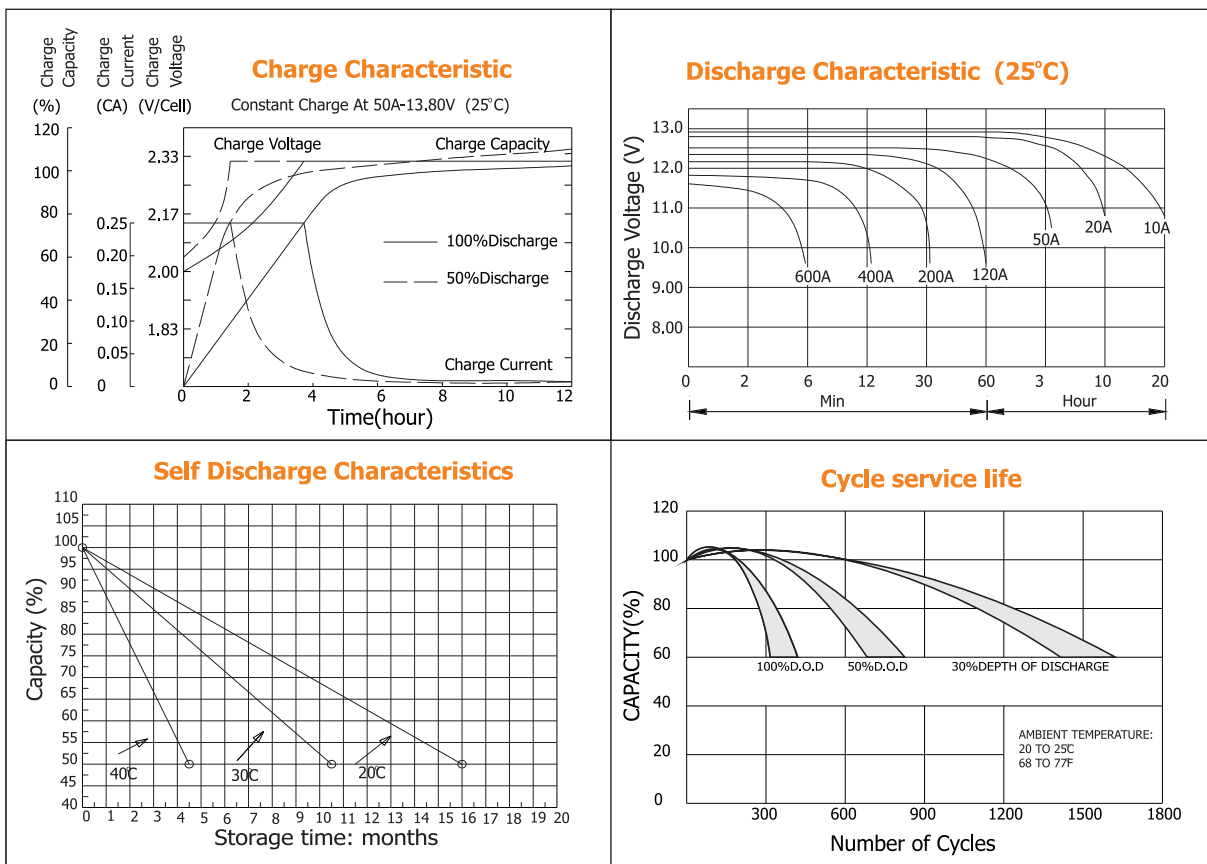 Charge Capacity
Charge Current
Charge Voltage
(%) (CA) (V/Cell)
Charge Characteristic
Constant Charge At 50A-13.80V (25°C)
120
100
80
60
40
20
0
0.25
0.20
0.15
0.10
0.05
0
2.33
2.17
2.00
1.83
Charge Voltage
Charge Capacity
100%Discharge
50%Discharge
Charge Current
0 2 4 6 8 10 12
Time(hour)
Discharge Characteristic (25°C)
Discharge Voltage (V)
13.0
12.0
11.0
10.0
9.00
8.00
600A 400A 200A 120A 50A 20A 10A
0 2 6 12 30 60 3 10 20
Min Hour
Self Discharge Characteristics
Capacity (%)
110
105
100
95
90
85
80
75
70
65
60
55
50
45
40
40°C 30°C 20°C
0 1 2 3 4 5 6 7 8 9 10 11 12 13 14 15 16 17 18 19 20
Storage time: months
Cycle service life
CAPACITY(%)
120
100
80
60
40
20
0
100%D.O.D 50%D.O.D 30%DEPTH OF DISCHARGE
AMBIENT TEMPERATURE:
20 TO 25°C
68 TO 77°F
300 600 900 1200 1500 1800
Number of Cycles